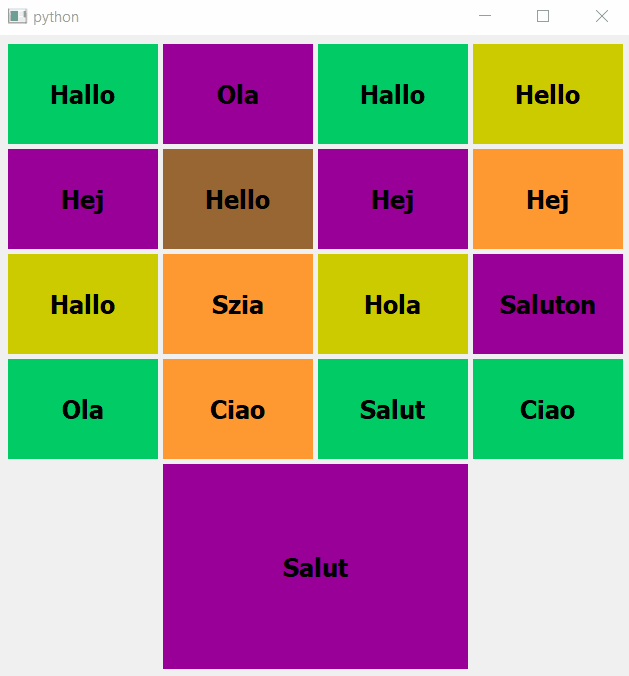 python
Hallo Ola Hallo Hello
Hej Hello Hej Hej
Hallo Szia Hola Saluton
Ola Ciao Salut Ciao
Salut